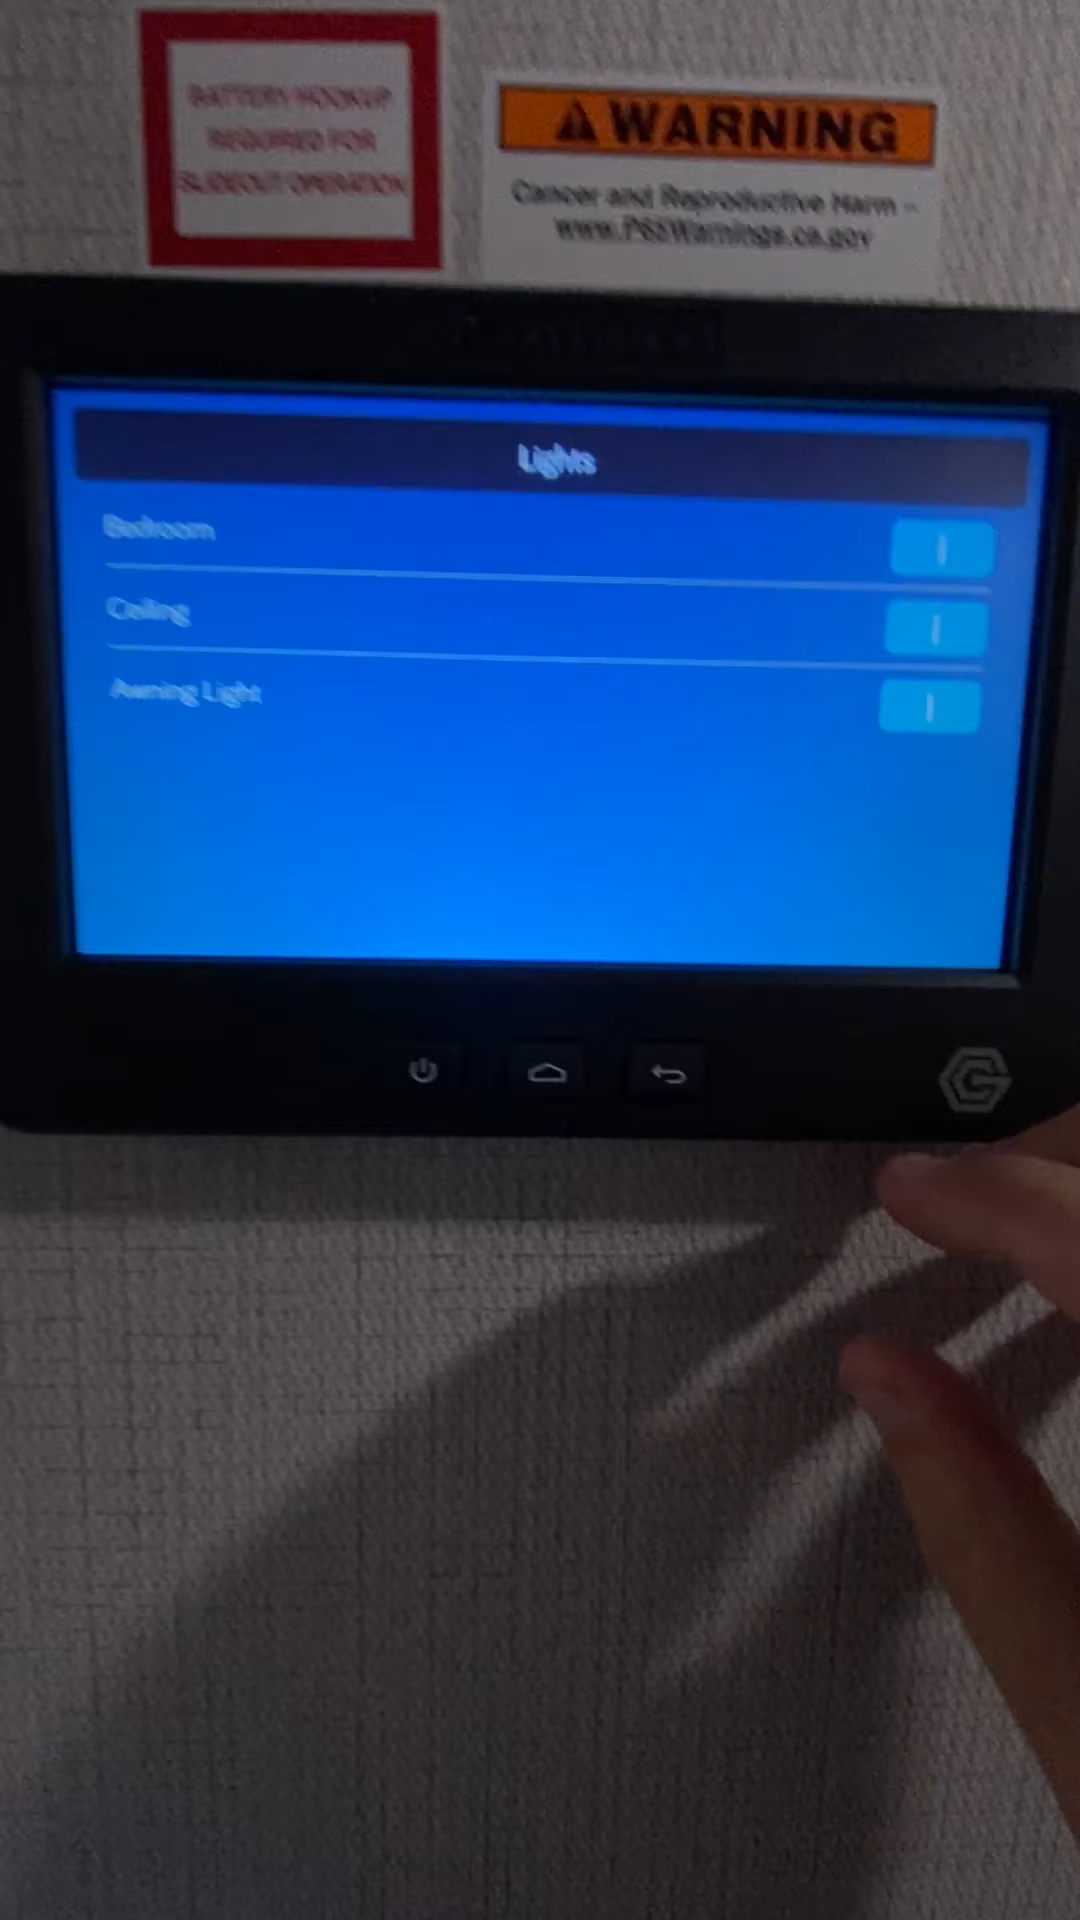 BATTERY HOOKUP
REQUIRED FOR
SLIDEOUT OPERATION
WARNING
Cancer and Reproductive Harm -
www.P65Warnings.ca.gov
Lights
Bedroom
Ceiling
Awning Light